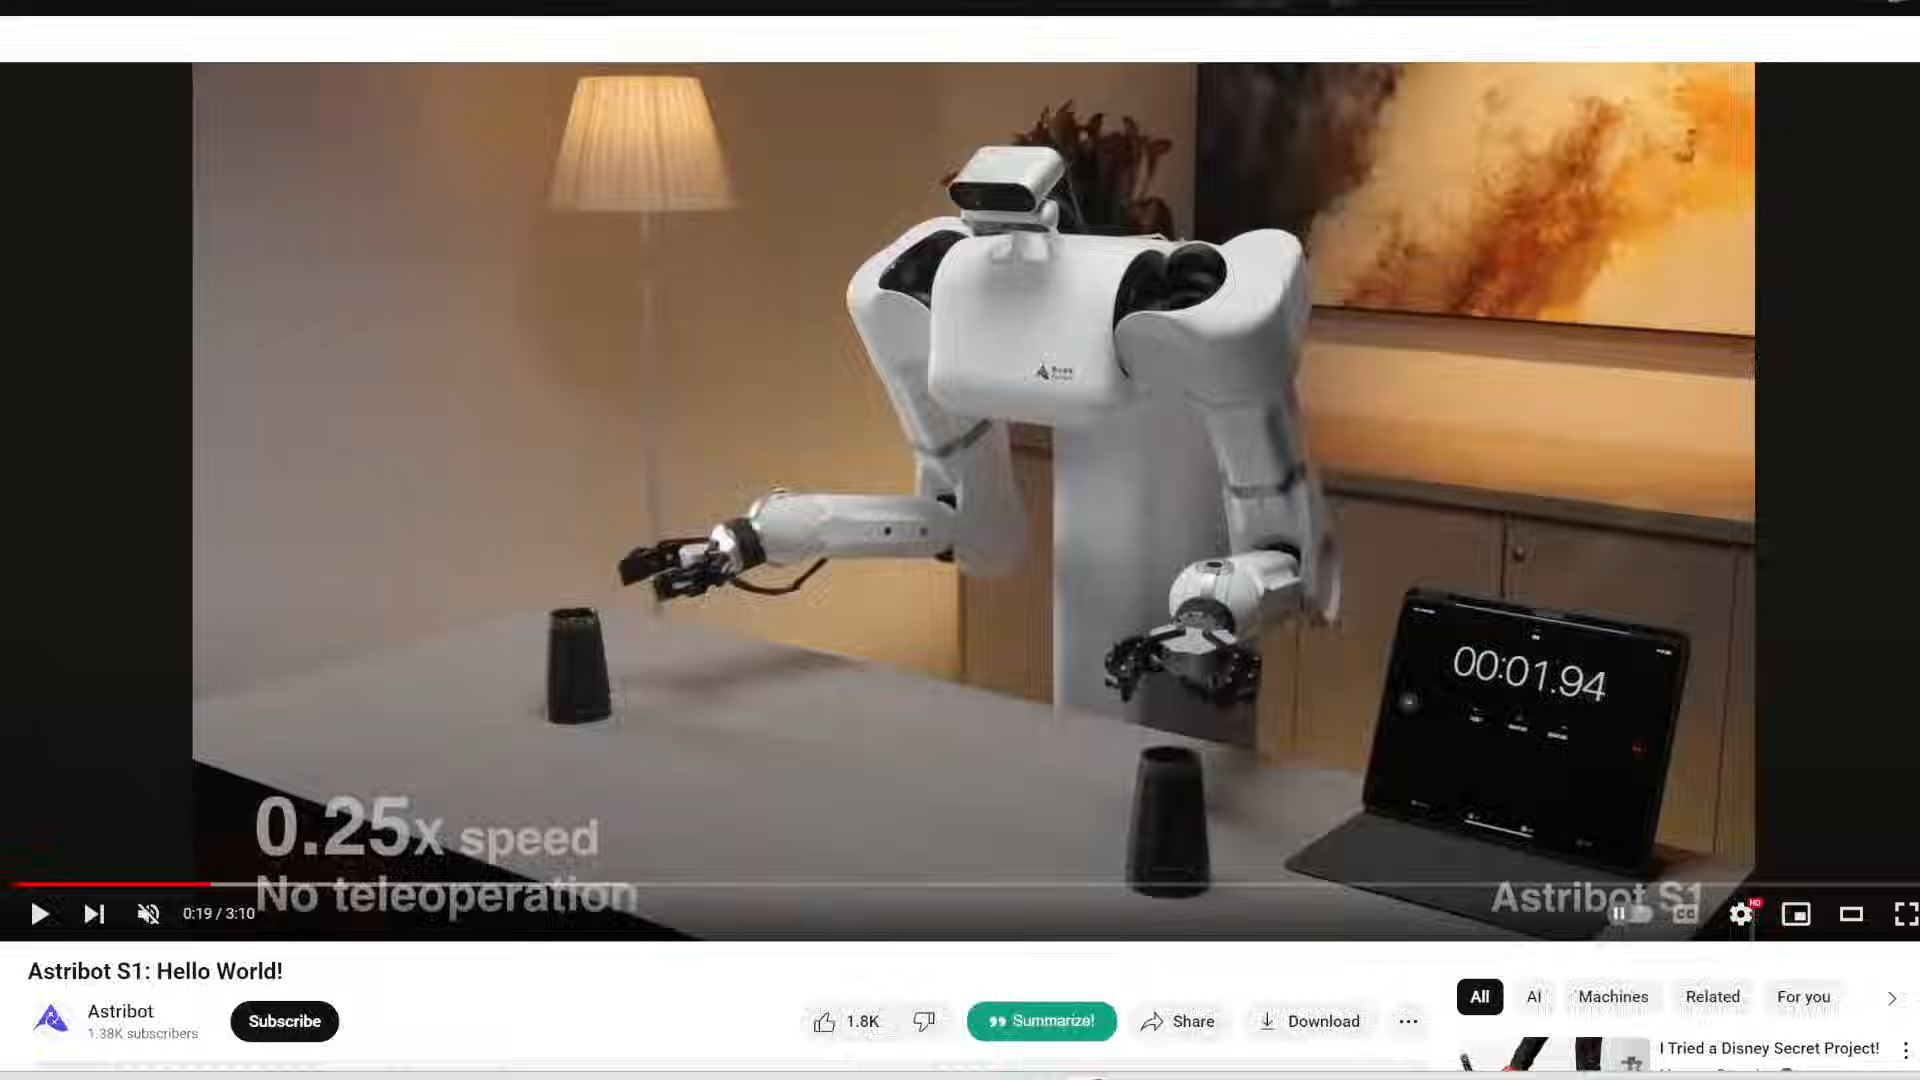 00:01.94
0.25x speed
No teleoperation
Astribot S1
0:19 / 3:10
HD
Astribot S1: Hello World!
Astribot
1.38K subscribers
Subscribe
1.8K
Summarize!
Share
Download
All
AI
Machines
Related
For you
I Tried a Disney Secret Project!